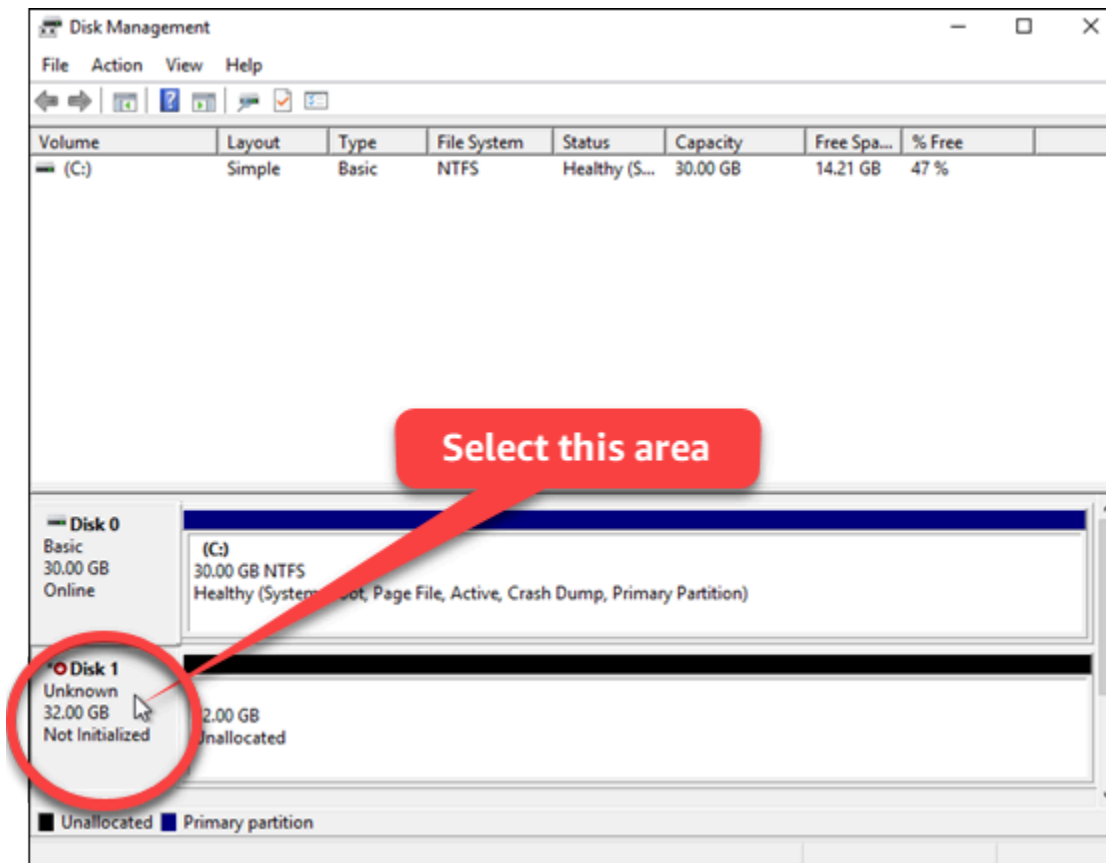 Disk Management
File Action View Help
Volume Layout Type File System Status Capacity Free Spa... % Free
(C:) Simple Basic NTFS Healthy (S... 30.00 GB 14.21 GB 47 %
Select this area
Disk 0
Basic
30.00 GB
Online
(C:)
30.00 GB NTFS
Healthy (System, oot, Page File, Active, Crash Dump, Primary Partition)
Disk 1
Unknown
32.00 GB
Not Initialized
2.00 GB
nallocated
Unallocated Primary partition